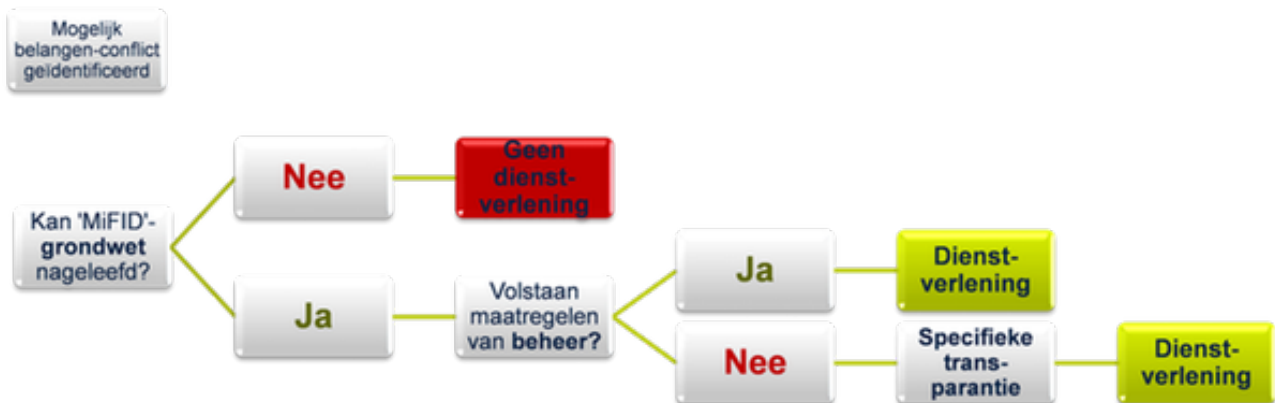 Mogelijk
belangen-conflict
geïdentificeerd
Nee
Geen
dienst-
verlening
Kan 'MiFID'-
grondwet
nageleefd?
Ja
Volstaan
maatregelen
van beheer?
Ja
Dienst-
verlening
Nee
Specifieke
trans-
parantie
Dienst-
verlening